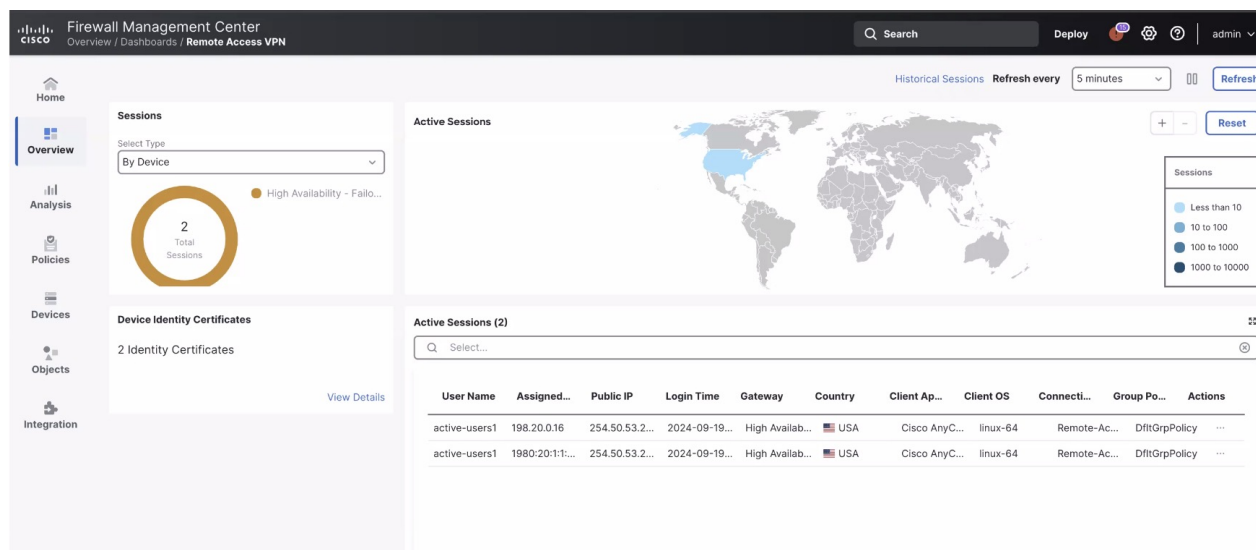 CISCO
Firewall Management Center
Overview / Dashboards / Remote Access VPN
Search
Deploy
admin
Home
Overview
Analysis
Policies
Devices
Objects
Integration
Historical Sessions Refresh every 5 minutes Refresh
Sessions
Select Type
By Device
2
Total
Sessions
High Availability - Failo...
Active Sessions
+ - Reset
Sessions
Less than 10
10 to 100
100 to 1000
1000 to 10000
Device Identity Certificates
2 Identity Certificates
View Details
Active Sessions (2)
Select...
User Name Assigned... Public IP Login Time Gateway Country Client Ap... Client OS Connecti... Group Po... Actions
active-users1 198.20.0.16 254.50.53.2... 2024-09-19... High Availab... USA Cisco AnyC... linux-64 Remote-Ac... DfltGrpPolicy ...
active-users1 1980:20:1:1:... 254.50.53.2... 2024-09-19... High Availab... USA Cisco AnyC... linux-64 Remote-Ac... DfltGrpPolicy ...